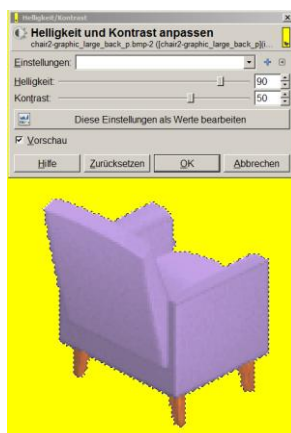 Helligkeit/Kontrast
Helligkeit und Kontrast anpassen
chair2-graphic_large_back_p.bmp-2 ([chair2-graphic_large_back_p](i…
Einstellungen:
Helligkeit: 90
Kontrast: 50
Diese Einstellungen als Werte bearbeiten
Vorschau
Hilfe Zurücksetzen OK Abbrechen